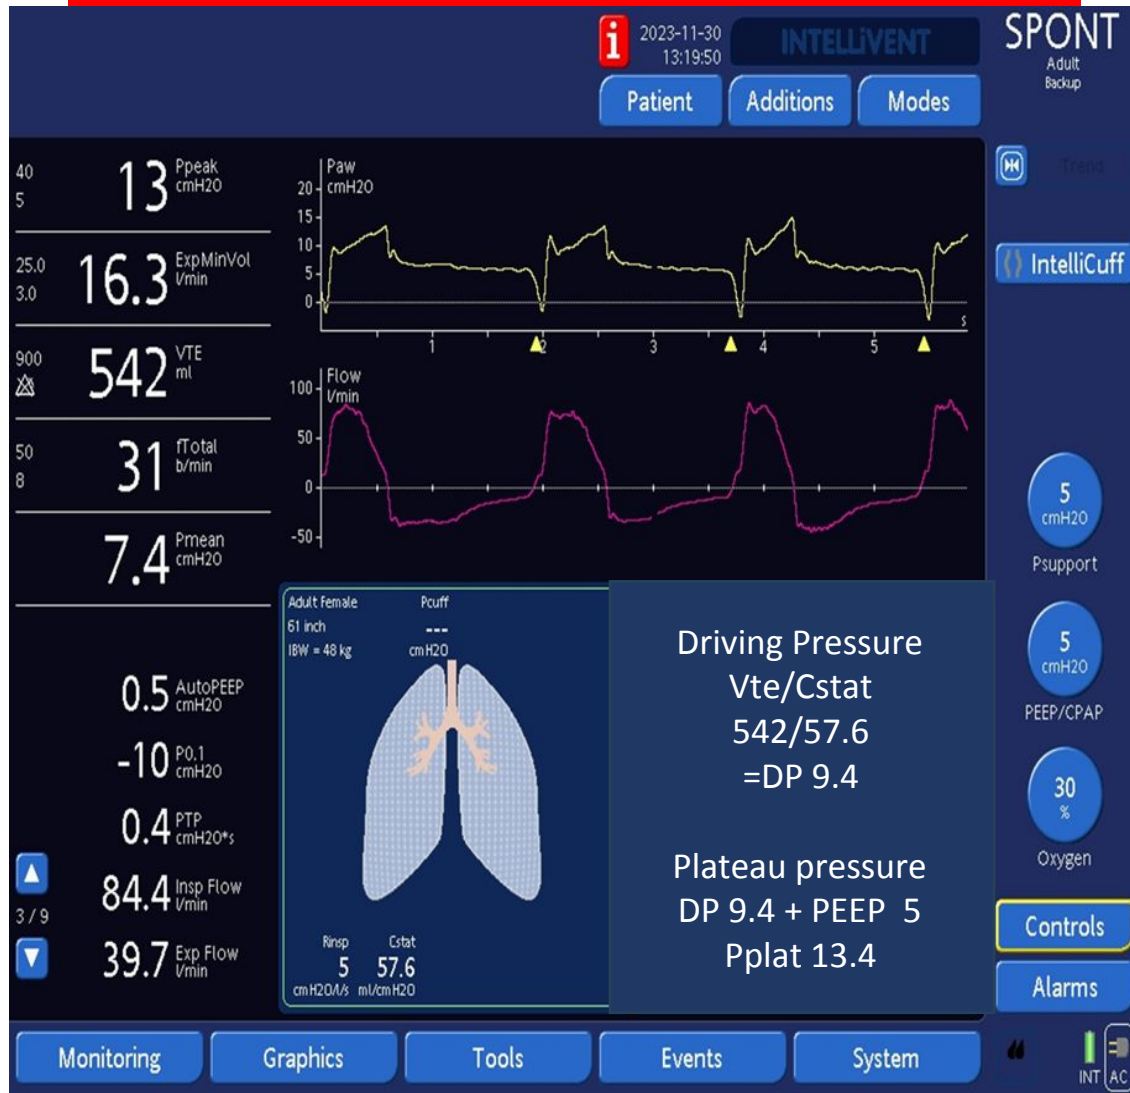 i
2023-11-30
13:19:50
INTELLiVENT
SPONT
Adult
Backup
Patient
Additions
Modes
40
5
13 Ppeak cmH2O
25.0
3.0
16.3 ExpMinVol l/min
900
542 VTE ml
50
8
31 fTotal b/min
7.4 Pmean cmH2O
0.5 AutoPEEP cmH2O
-10 P0.1 cmH2O
0.4 PTP cmH2O*s
84.4 Insp Flow l/min
3 / 9
39.7 Exp Flow l/min
Paw
cmH2O
20
15
10
5
0
s
1 2 3 4 5
Flow
l/min
100
50
0
-50
Adult Female
61 inch
IBW = 48 kg
Pcuff
---
cmH2O
Rinsp Cstat
5 57.6
cmH2O/l/s ml/cmH2O
Driving Pressure
Vte/Cstat
542/57.6
=DP 9.4
Plateau pressure
DP 9.4 + PEEP 5
Pplat 13.4
Trend
IntelliCuff
5
cmH2O
Psupport
5
cmH2O
PEEP/CPAP
30
%
Oxygen
Controls
Alarms
Monitoring
Graphics
Tools
Events
System
INT
AC